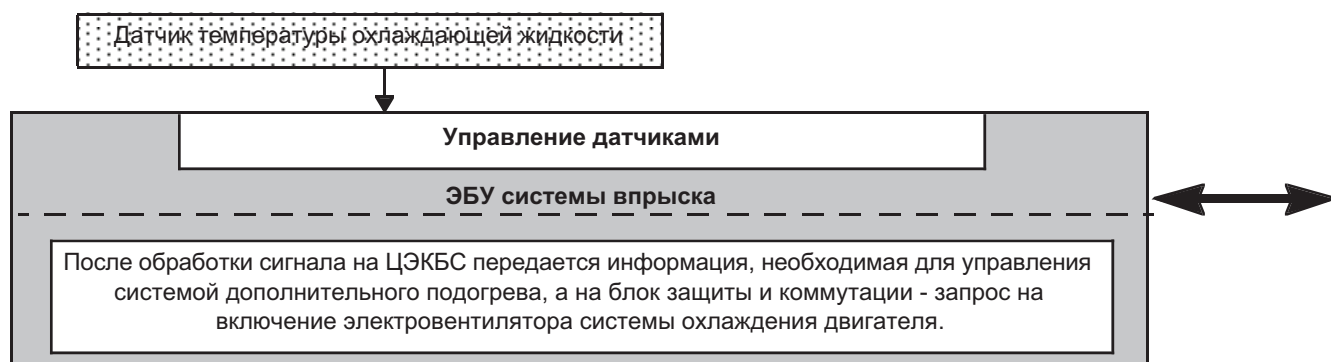 Датчик температуры охлаждающей жидкости
Управление датчиками
ЭБУ системы впрыска
После обработки сигнала на ЦЭКБС передается информация, необходимая для управления
системой дополнительного подогрева, а на блок защиты и коммутации - запрос на
включение электровентилятора системы охлаждения двигателя.